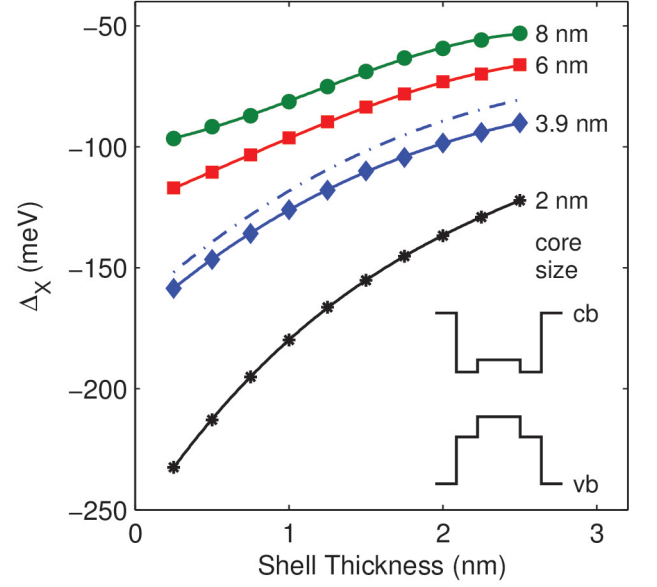 −50
−100
−150
−200
−250
0
1
2
3
ΔX (meV)
Shell Thickness (nm)
8 nm
6 nm
3.9 nm
2 nm
core
size
cb
vb